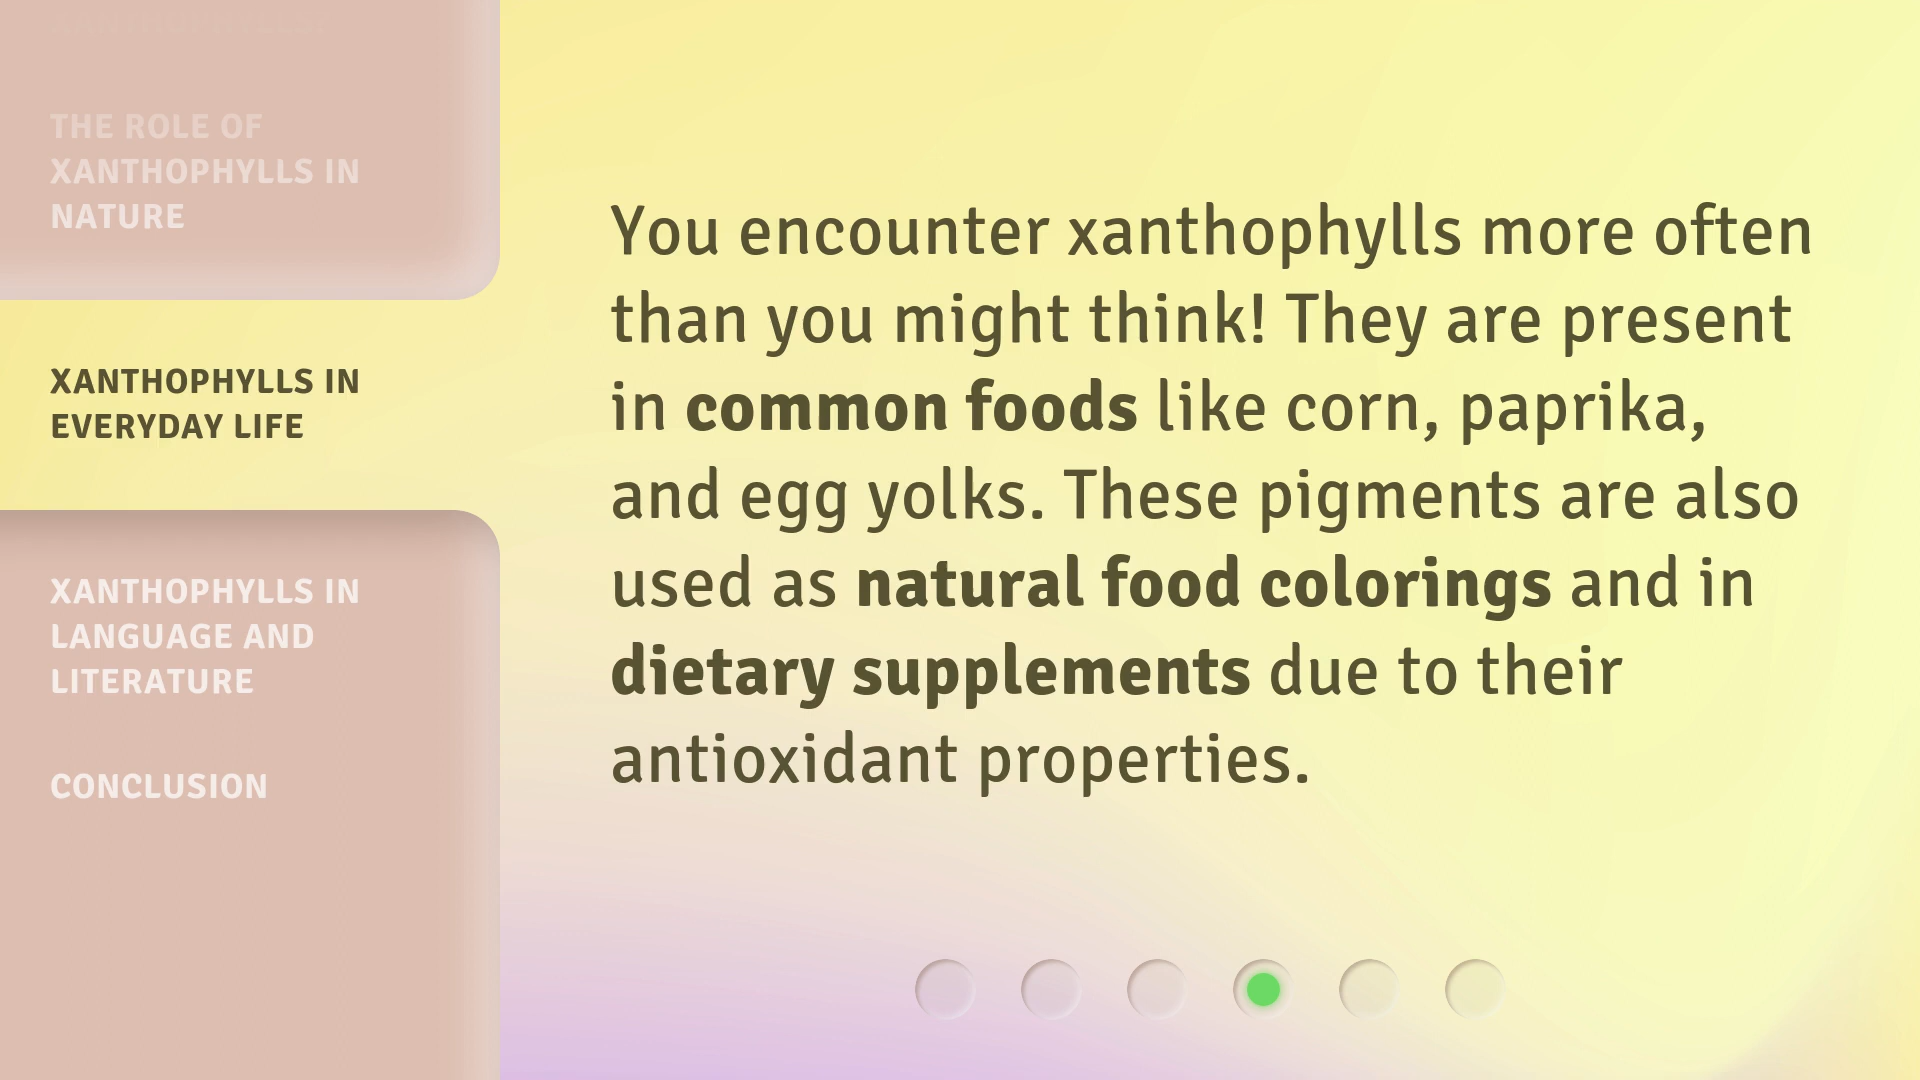 THE ROLE OF
XANTHOPHYLLS IN
NATURE
XANTHOPHYLLS IN
EVERYDAY LIFE
XANTHOPHYLLS IN
LANGUAGE AND
LITERATURE
CONCLUSION
You encounter xanthophylls more often
than you might think! They are present
in common foods like corn, paprika,
and egg yolks. These pigments are also
used as natural food colorings and in
dietary supplements due to their
antioxidant properties.